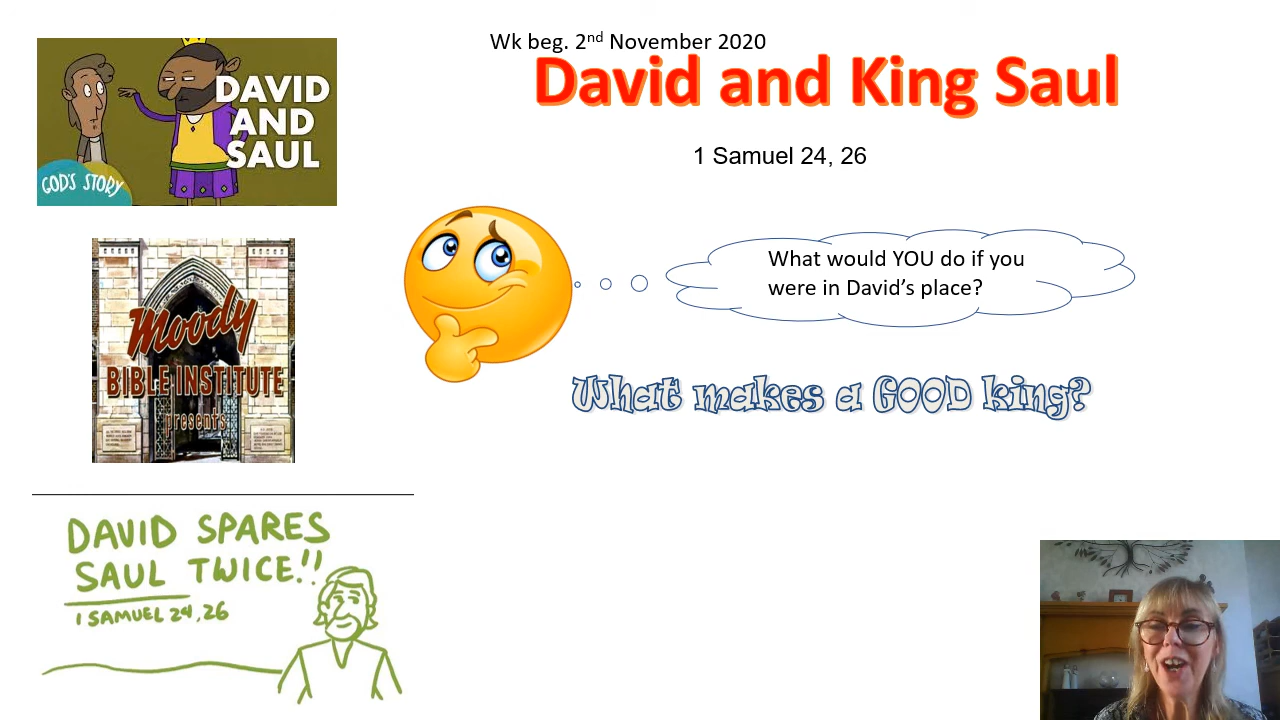 Wk beg. 2nd November 2020
David and King Saul
1 Samuel 24, 26
DAVID
AND
SAUL
GOD'S STORY
What would YOU do if you
were in David's place?
Moody
BIBLE INSTITUTE
presents
What makes a GOOD king?
DAVID SPARES
SAUL TWICE!!
1 SAMUEL 24, 26